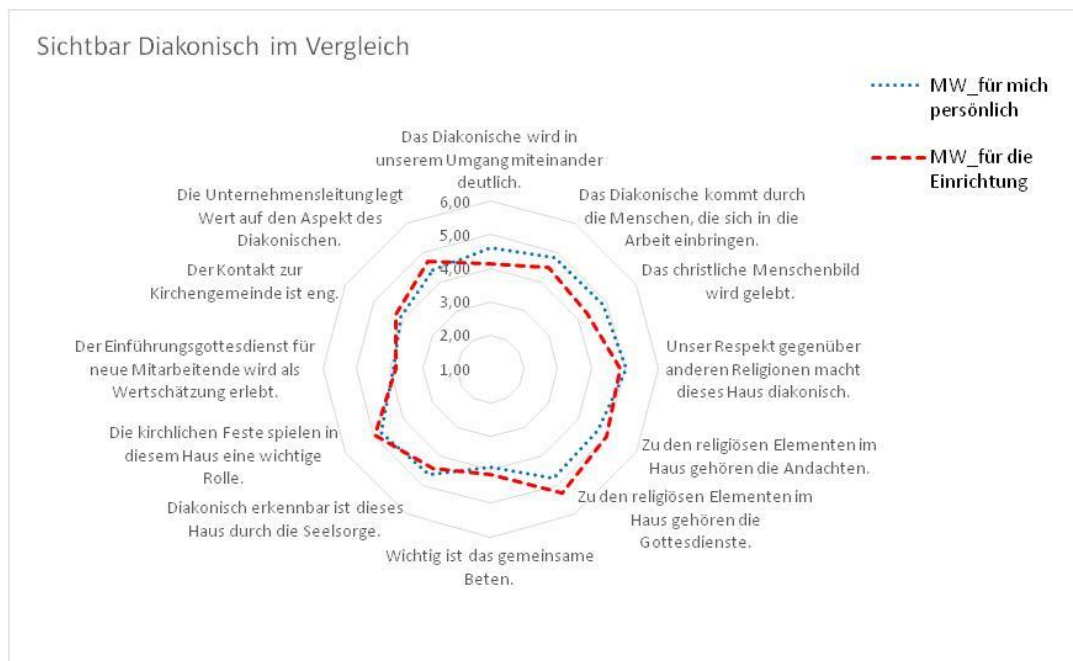 Sichtbar Diakonisch im Vergleich
MW_für mich
persönlich
MW_für die
Einrichtung
Das Diakonische wird in
unserem Umgang miteinander
deutlich.
Das Diakonische kommt durch
die Menschen, die sich in die
Arbeit einbringen.
Das christliche Menschenbild
wird gelebt.
Unser Respekt gegenüber
anderen Religionen macht
dieses Haus diakonisch.
Zu den religiösen Elementen im
Haus gehören die Andachten.
Zu den religiösen Elementen im
Haus gehören die
Gottesdienste.
Wichtig ist das gemeinsame
Beten.
Diakonisch erkennbar ist dieses
Haus durch die Seelsorge.
Die kirchlichen Feste spielen in
diesem Haus eine wichtige
Rolle.
Der Einführungsgottesdienst für
neue Mitarbeitende wird als
Wertschätzung erlebt.
Der Kontakt zur
Kirchengemeinde ist eng.
Die Unternehmensleitung legt
Wert auf den Aspekt des
Diakonischen.
6,00
5,00
4,00
3,00
2,00
1,00